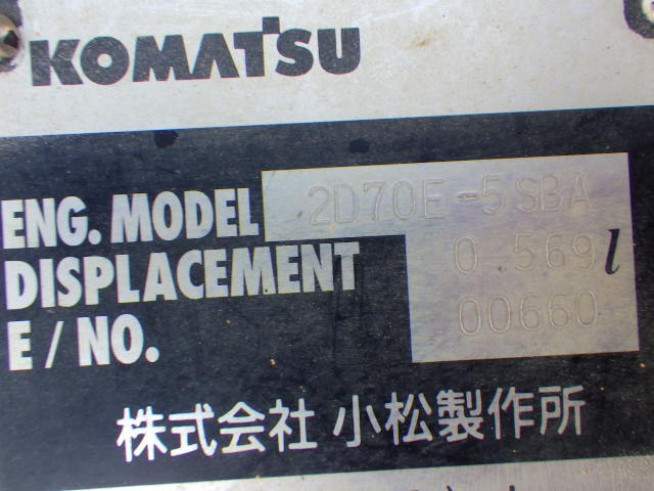 KOMATSU
ENG. MODEL 2D70E-5SBA
DISPLACEMENT 0.569 l
E / NO. 00660
株式会社 小松製作所